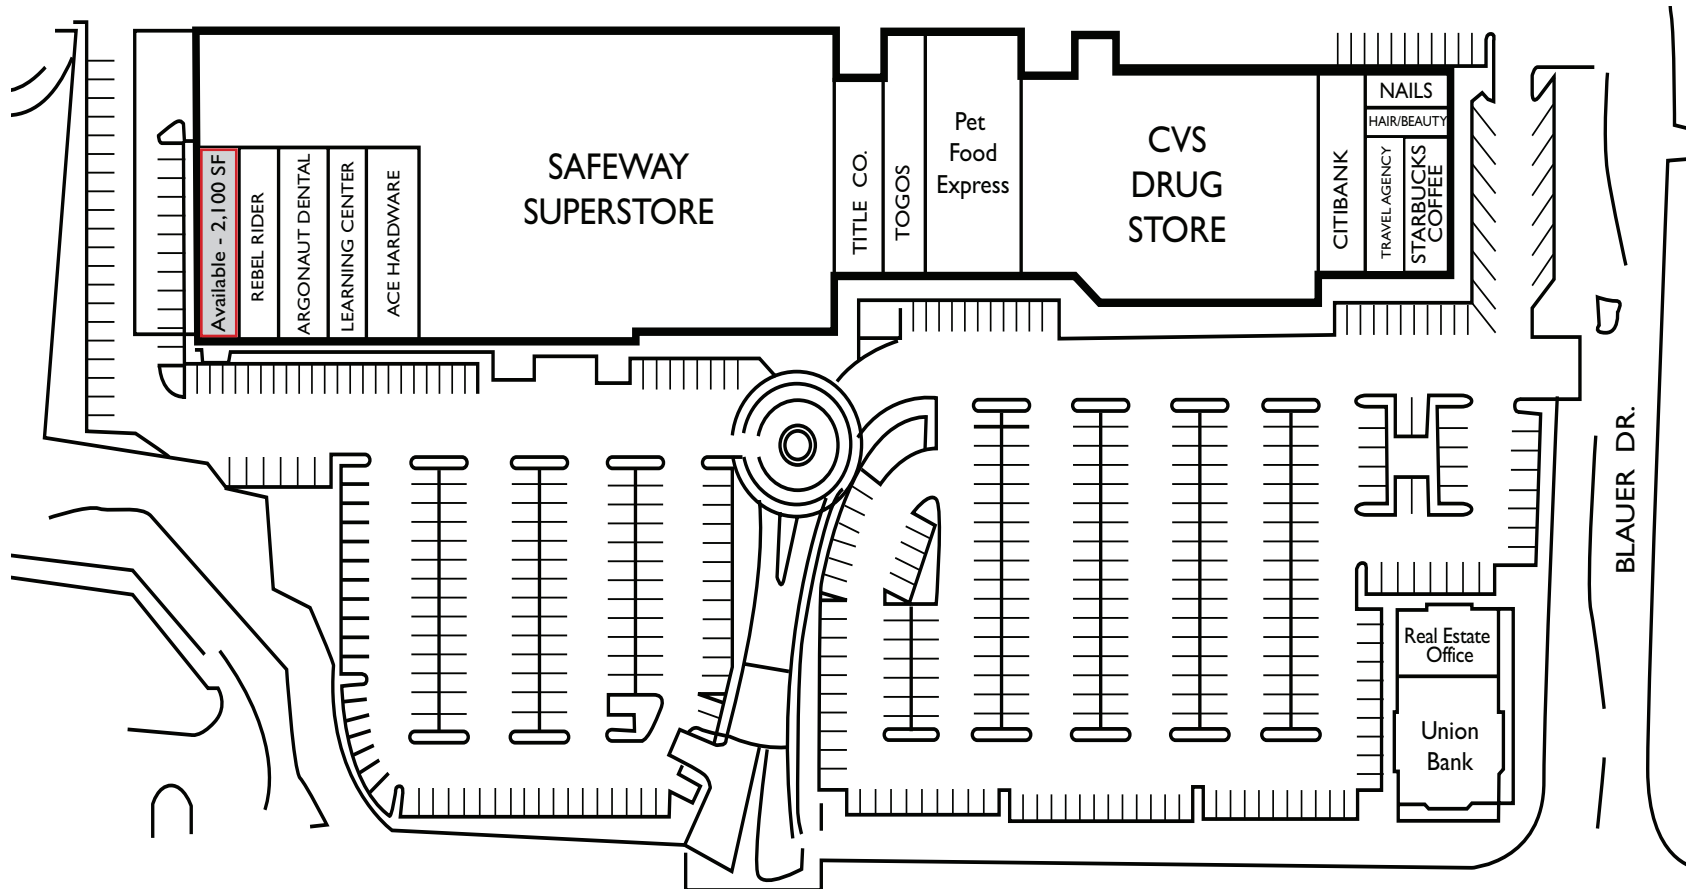 Available - 2,100 SF
REBEL RIDER
ARGONAUT DENTAL
LEARNING CENTER
ACE HARDWARE
SAFEWAY
SUPERSTORE
TITLE CO.
TOGOS
Pet
Food
Express
CVS
DRUG
STORE
CITIBANK
NAILS
HAIR/BEAUTY
TRAVEL AGENCY
STARBUCKS
COFFEE
BLAUER DR.
Real Estate
Office
Union
Bank